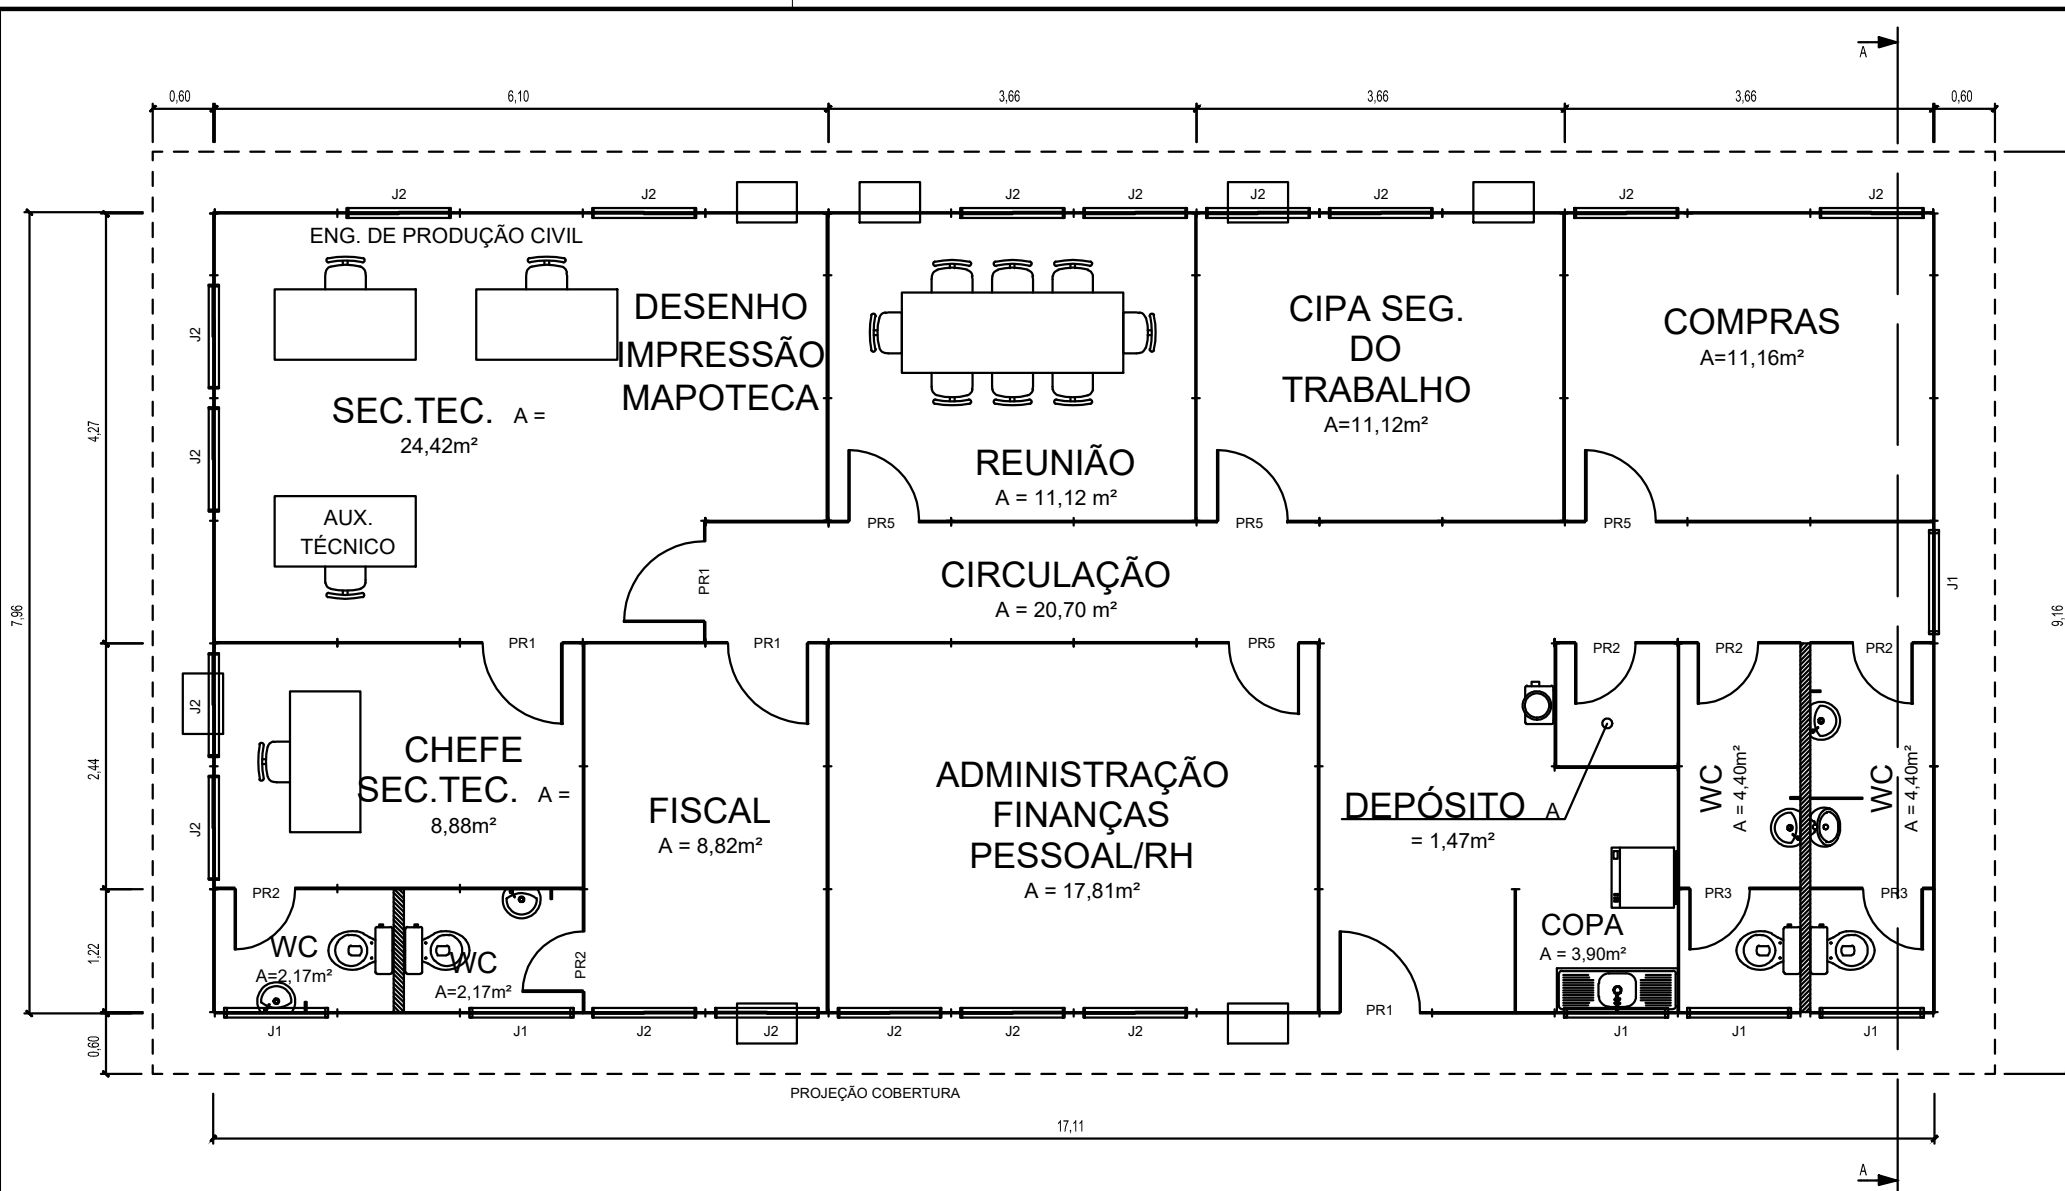 A
0,60
6,10
3,66
3,66
3,66
0,60
J2
J2
J2
J2
J2
J2
J2
J2
ENG. DE PRODUÇÃO CIVIL
DESENHO
IMPRESSÃO
MAPOTECA
SEC.TEC. A =
24,42m²
AUX.
TÉCNICO
J2
J2
REUNIÃO
A = 11,12 m²
CIPA SEG.
DO
TRABALHO
A=11,12m²
COMPRAS
A=11,16m²
PR5
PR5
PR5
4,27
7,96
9,16
PR1
CIRCULAÇÃO
A = 20,70 m²
J1
PR1
PR1
PR5
PR2
PR2
PR2
J2
J2
2,44
CHEFE
SEC.TEC. A =
8,88m²
FISCAL
A = 8,82m²
ADMINISTRAÇÃO
FINANÇAS
PESSOAL/RH
A = 17,81m²
DEPÓSITO A
= 1,47m²
WC
A = 4,40m²
WC
A = 4,40m²
PR2
PR3
PR3
1,22
WC
A=2,17m²
WC
A=2,17m²
PR2
COPA
A = 3,90m²
PR1
J1
J1
J2
J2
J2
J2
J2
J1
J1
J1
0,60
PROJEÇÃO COBERTURA
17,11
A